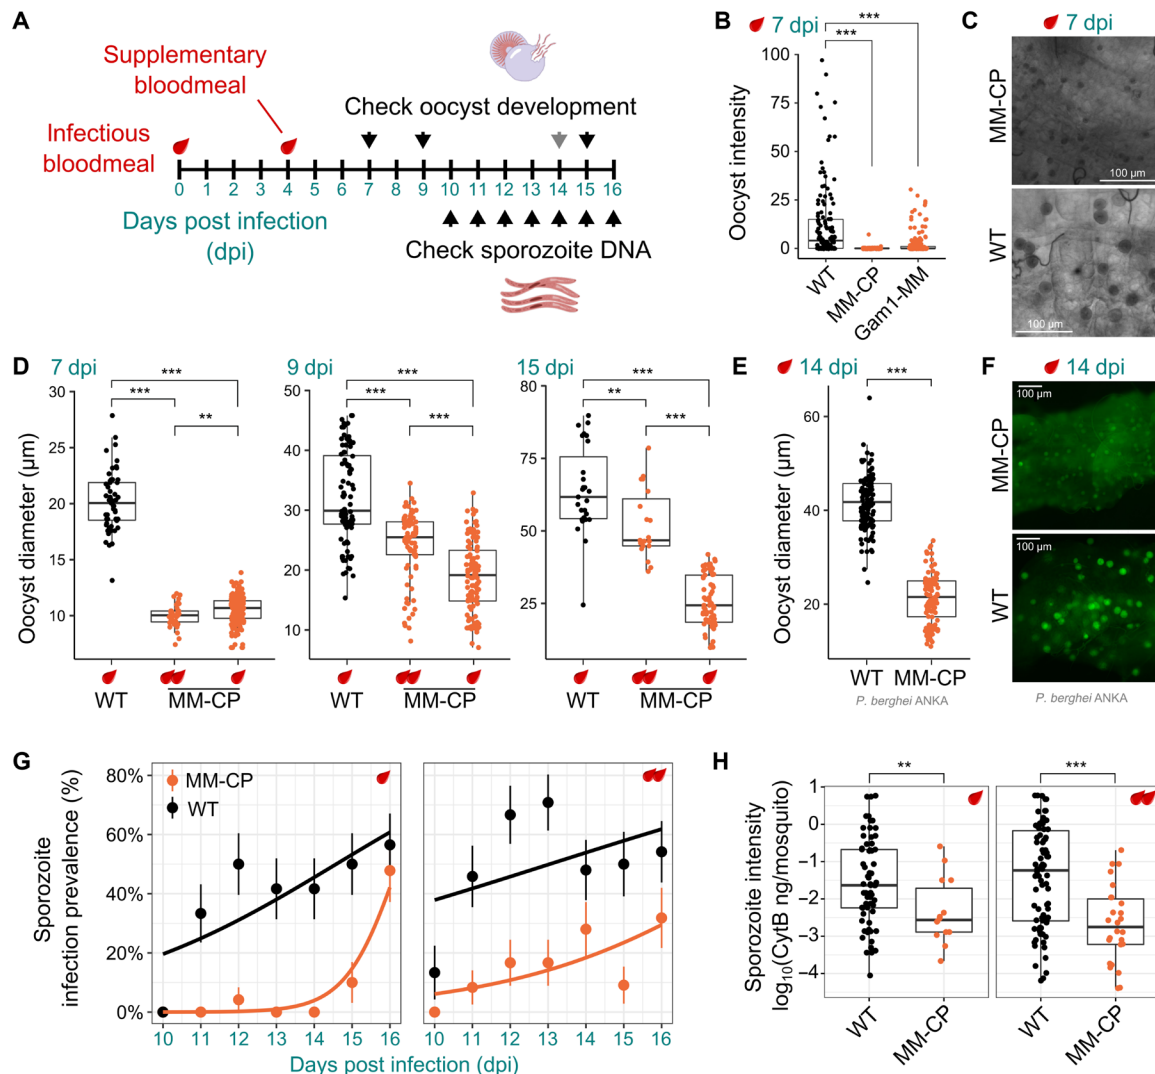 A
Supplementary
bloodmeal
Infectious
bloodmeal
Check oocyst development
0 1 2 3 4 5 6 7 8 9 10 11 12 13 14 15 16
Days post infection
(dpi)
Check sporozoite DNA
B
7 dpi
***
***
Oocyst intensity
100
75
50
25
0
WT
MM-CP
Gam1-MM
C
7 dpi
MM-CP
100 µm
WT
100 µm
D
7 dpi
***
***
**
Oocyst diameter (µm)
30
25
20
15
10
WT
MM-CP
9 dpi
***
***
***
50
40
30
20
10
WT
MM-CP
15 dpi
***
**
***
85
60
50
25
WT
MM-CP
E
14 dpi
***
Oocyst diameter (µm)
60
40
20
WT
MM-CP
P. berghei ANKA
F
14 dpi
100 µm
MM-CP
100 µm
WT
P. berghei ANKA
G
MM-CP
WT
Sporozoite
infection prevalence (%)
80%
60%
40%
20%
0%
10 11 12 13 14 15 16
10 11 12 13 14 15 16
Days post infection (dpi)
H
**
***
Sporozoite intensity
log10(CytB ng/mosquito)
1
0
−1
−2
−3
−4
WT
MM-CP
WT
MM-CP